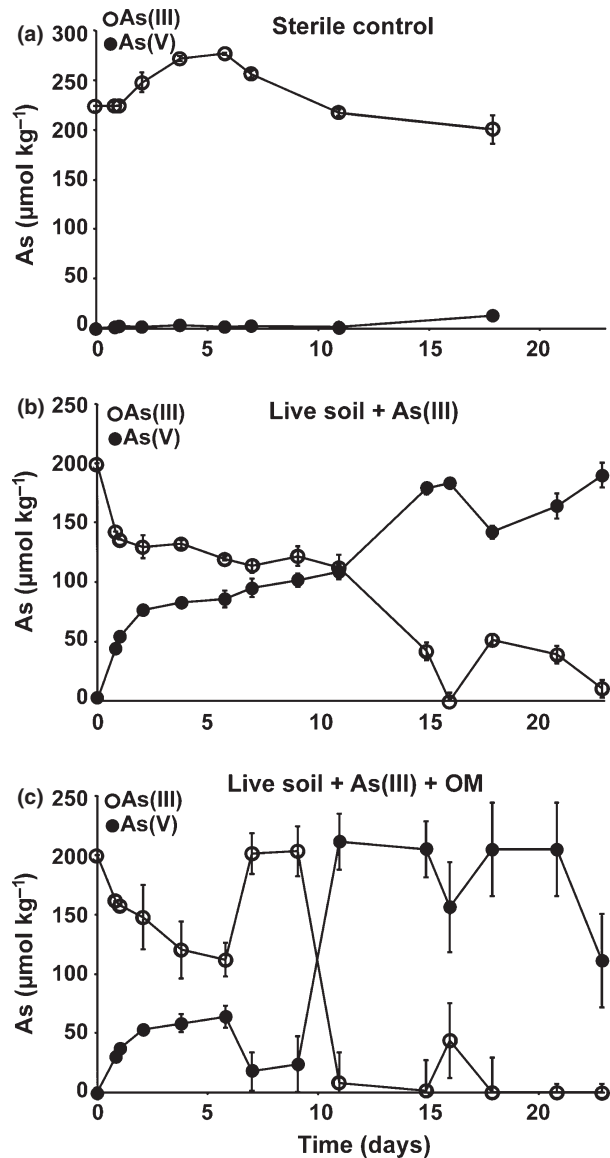 (a) ○As(III) Sterile control
●As(V)
300
250
200
150
100
50
0
As (µmol kg⁻¹)
0 5 10 15 20
(b) ○As(III) Live soil + As(III)
●As(V)
250
200
150
100
50
0
As (µmol kg⁻¹)
0 5 10 15 20
Live soil + As(III) + OM
(c) ○As(III)
●As(V)
250
200
150
100
50
0
As (µmol kg⁻¹)
0 5 10 15 20
Time (days)